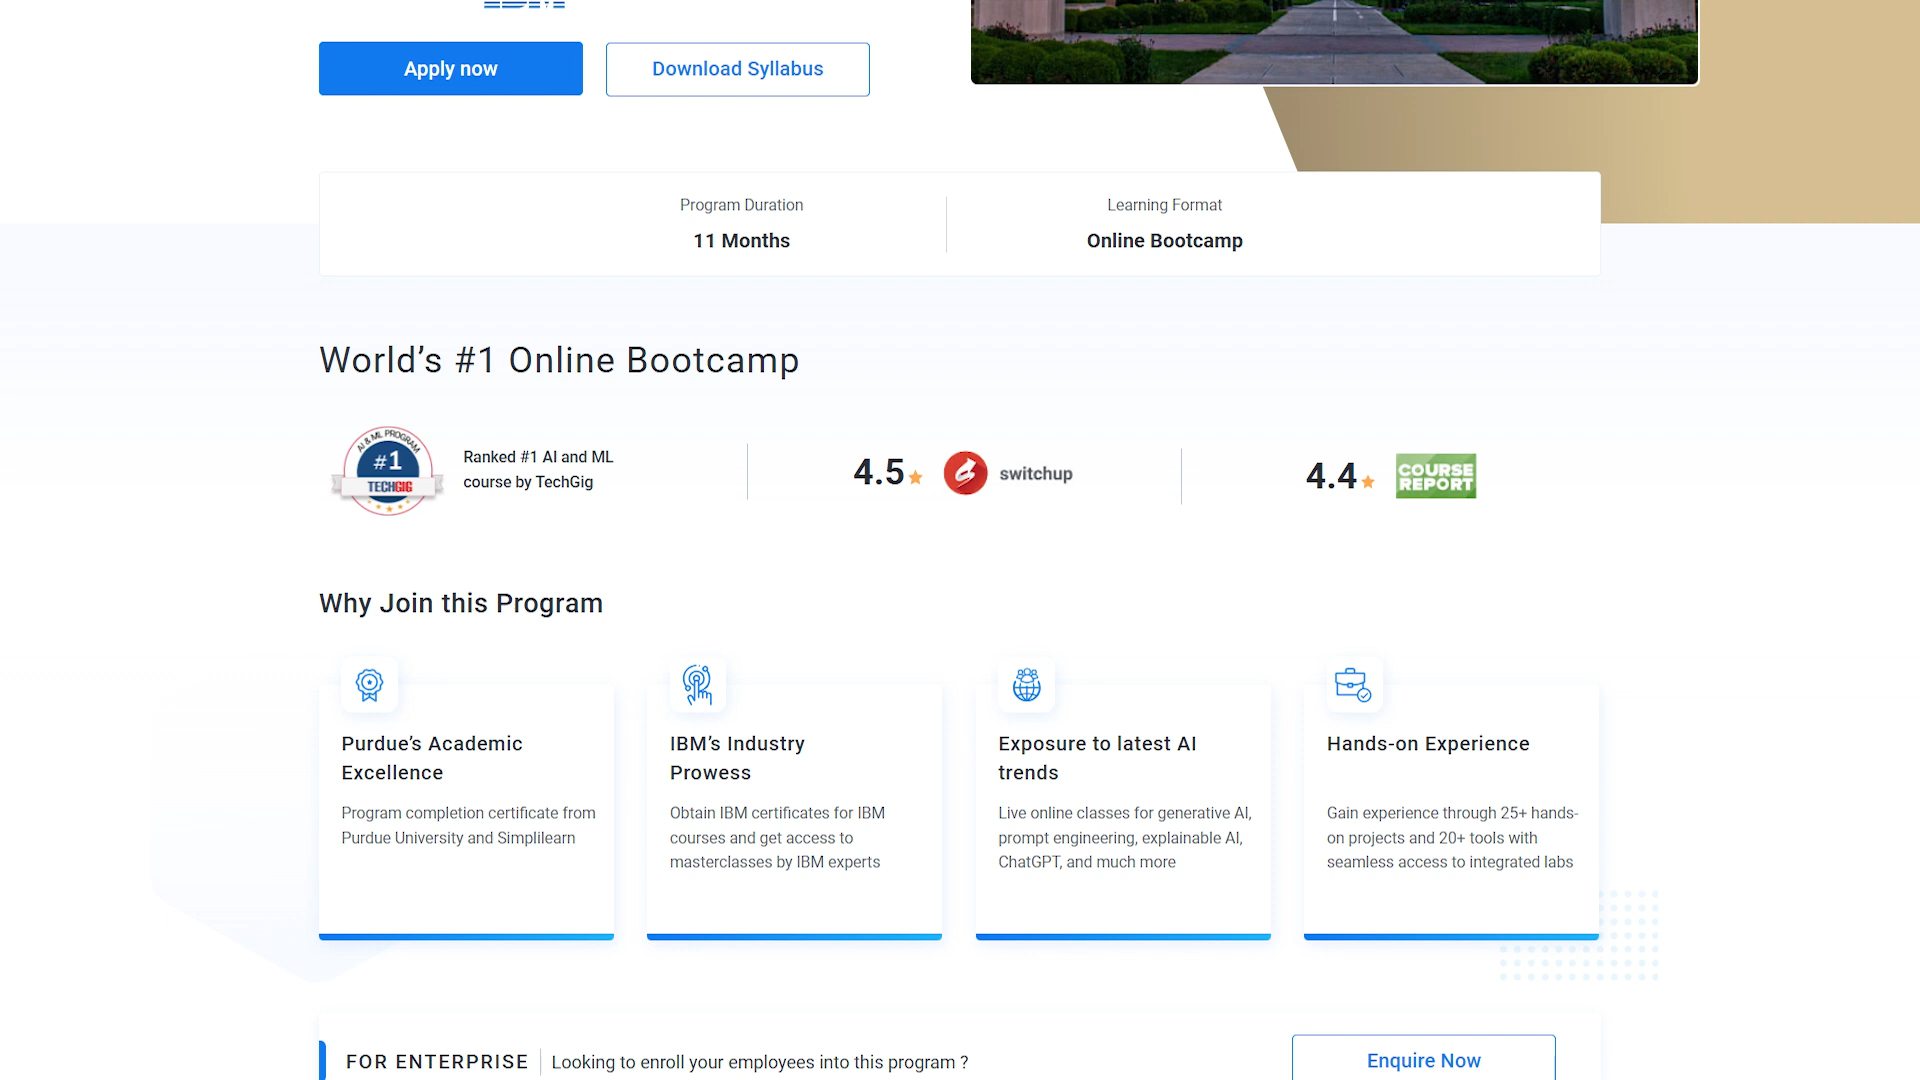 IBM
Apply now
Download Syllabus
Program Duration
11 Months
Learning Format
Online Bootcamp
World’s #1 Online Bootcamp
AI & ML PROGRAM
#1
TECHGIG
Ranked #1 AI and ML
course by TechGig
4.5
switchup
4.4
COURSE
REPORT
Why Join this Program
Purdue’s Academic
Excellence
Program completion certificate from
Purdue University and Simplilearn
IBM’s Industry
Prowess
Obtain IBM certificates for IBM
courses and get access to
masterclasses by IBM experts
Exposure to latest AI
trends
Live online classes for generative AI,
prompt engineering, explainable AI,
ChatGPT, and much more
Hands-on Experience
Gain experience through 25+ hands-
on projects and 20+ tools with
seamless access to integrated labs
FOR ENTERPRISE
Looking to enroll your employees into this program ?
Enquire Now